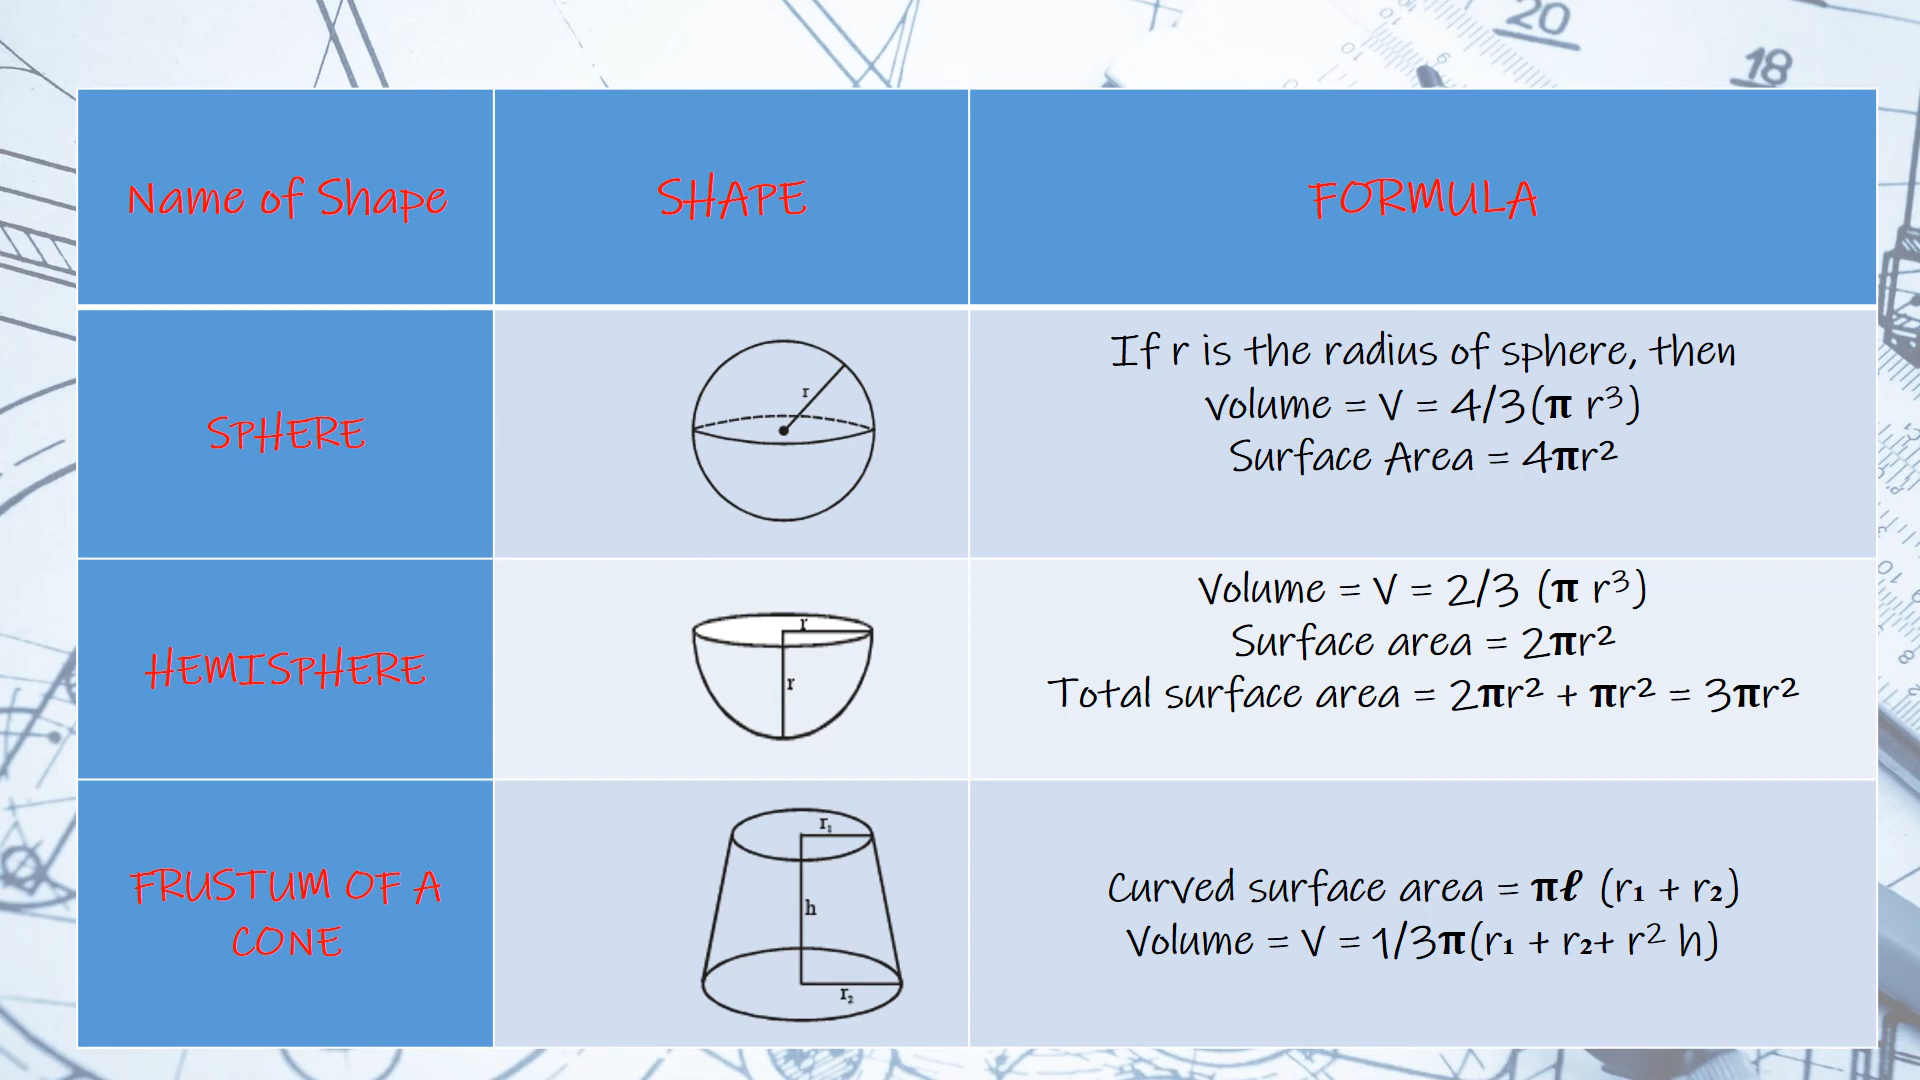 20
18
Name of Shape
SHAPE
FORMULA
SPHERE
r
If r is the radius of sphere, then
volume = V = 4/3(π r³)
Surface Area = 4πr²
HEMISPHERE
r
r
Volume = V = 2/3 (π r³)
Surface area = 2πr²
Total surface area = 2πr² + πr² = 3πr²
FRUSTUM OF A
CONE
r₁
h
r₂
Curved surface area = πℓ (r₁ + r₂)
Volume = V = 1/3π(r₁ + r₂+ r² h)